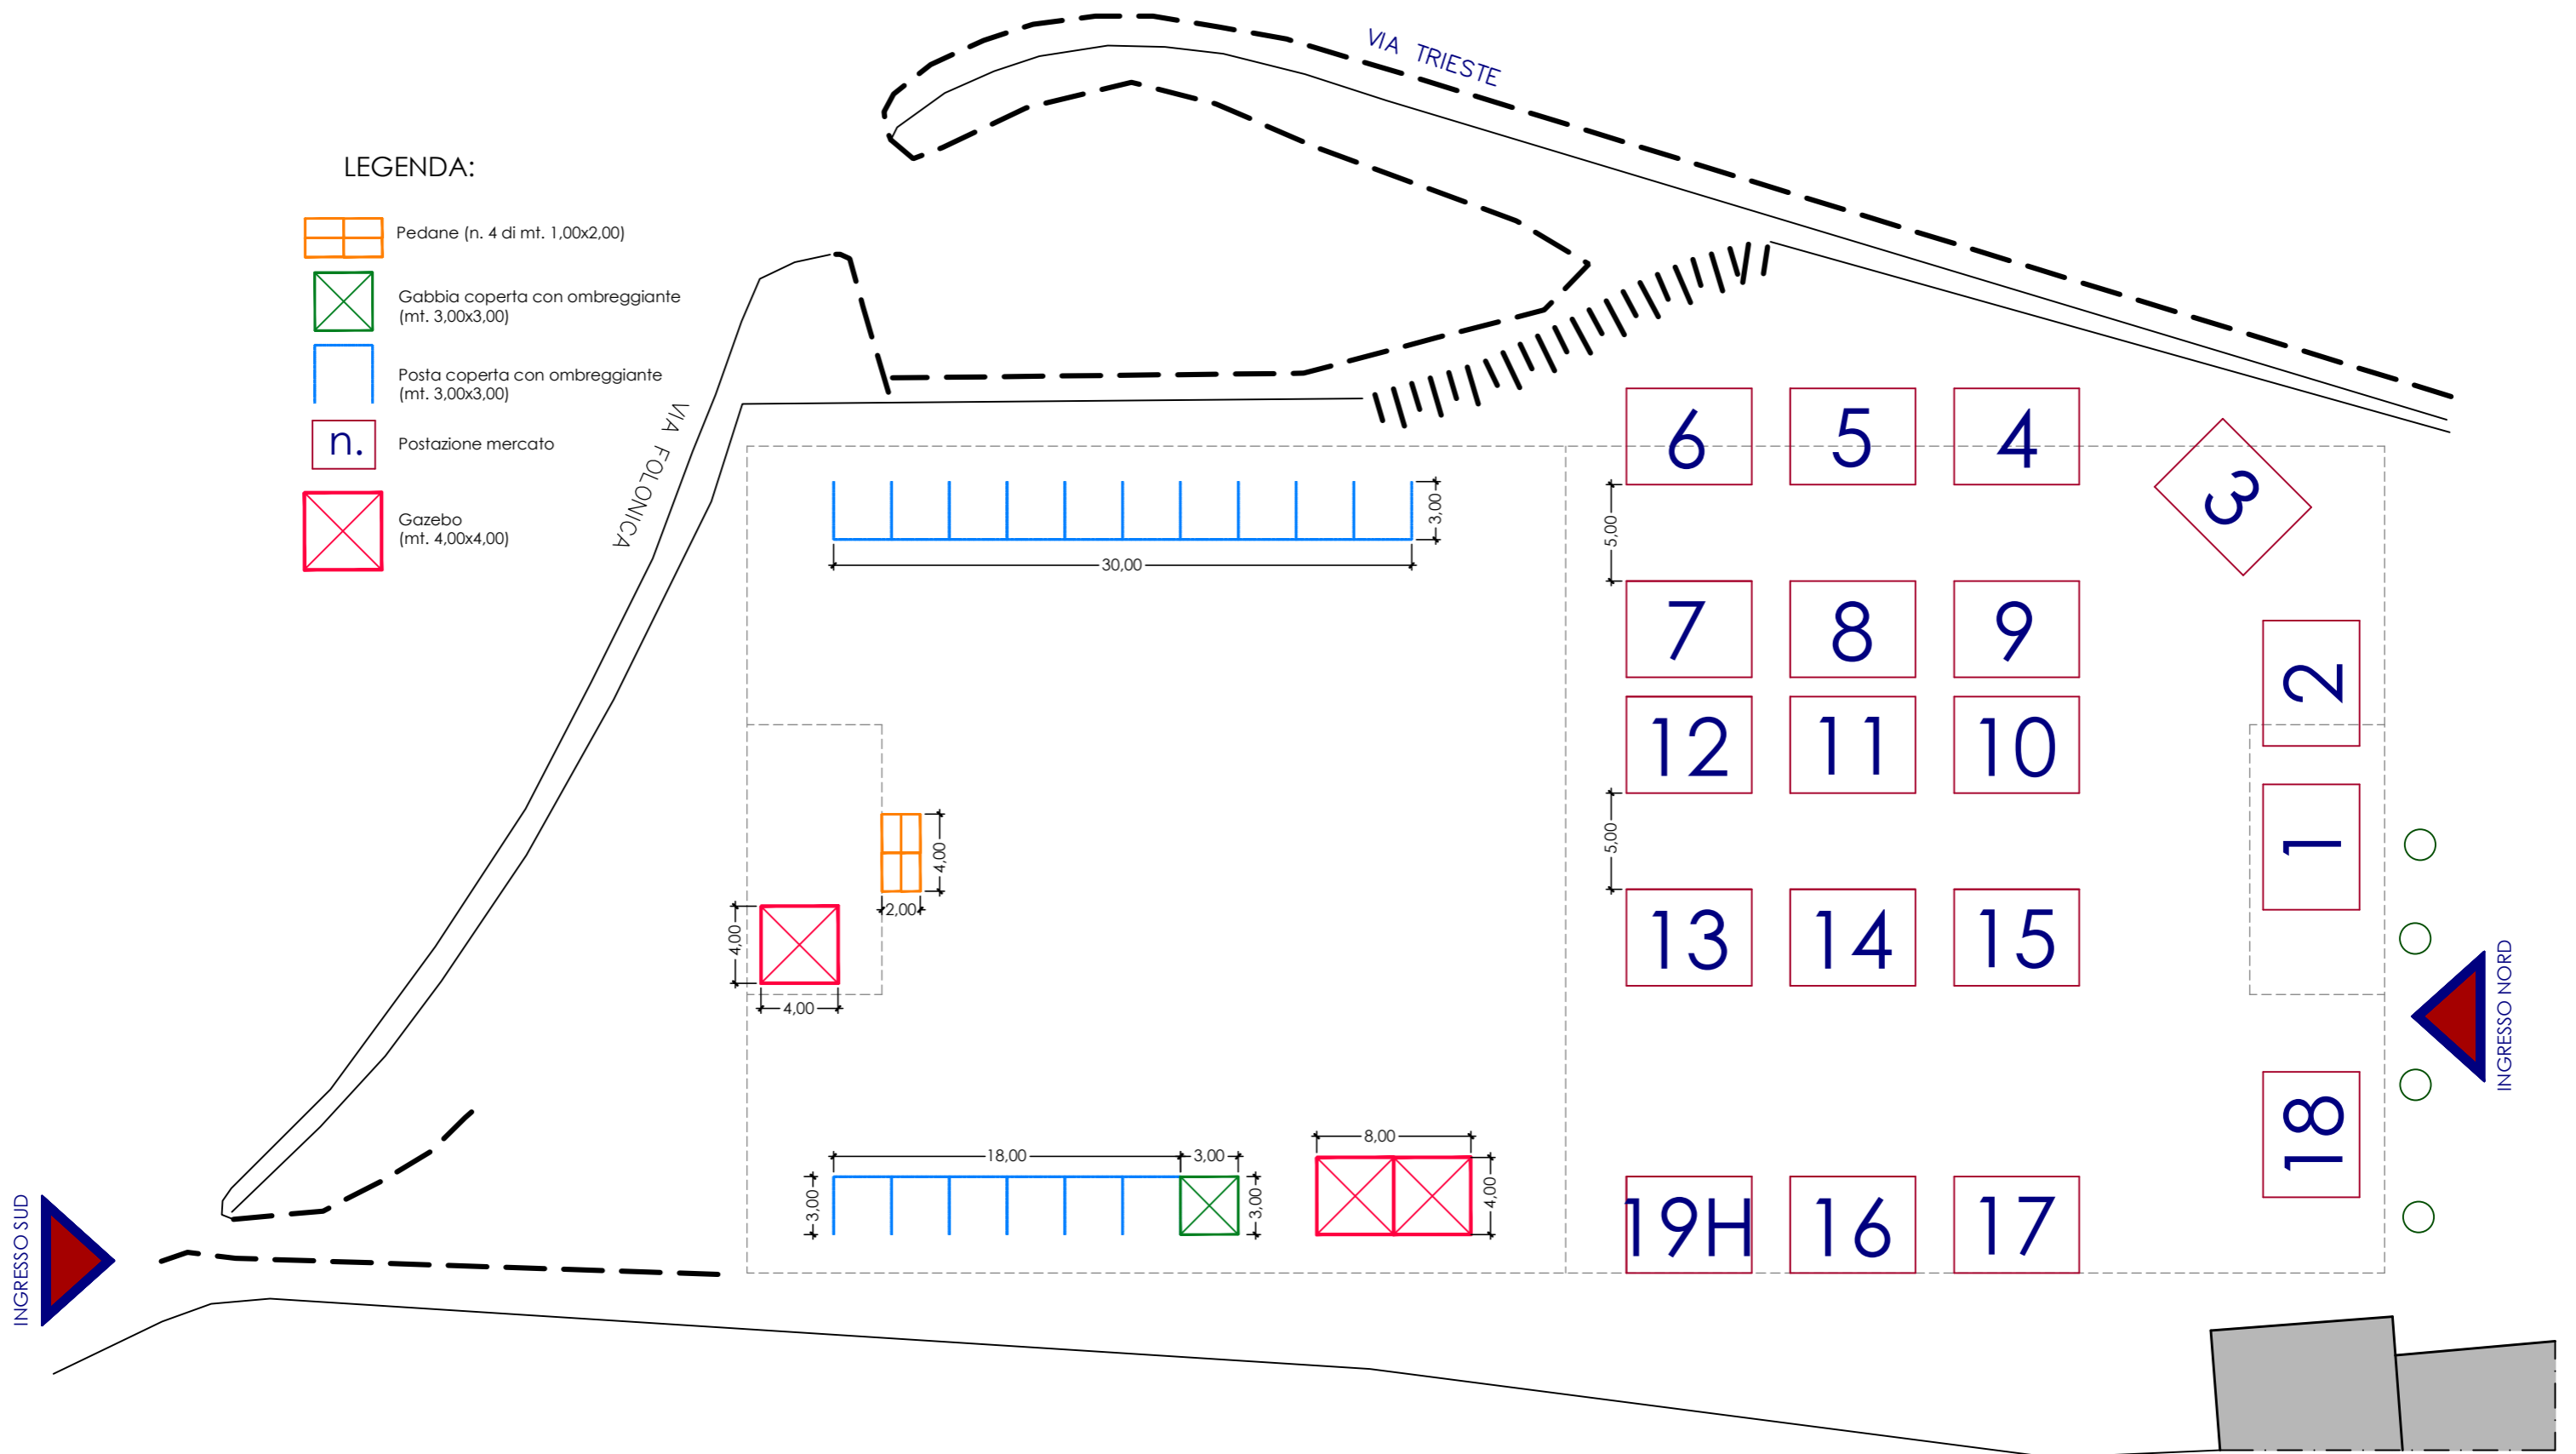 VIA TRIESTE
LEGENDA:
Pedane (n. 4 di mt. 1,00x2,00)
Gabbia coperta con ombreggiante
(mt. 3,00x3,00)
Posta coperta con ombreggiante
(mt. 3,00x3,00)
n.
Postazione mercato
Gazebo
(mt. 4,00x4,00)
VIA FOLONICA
6
5
4
3
3,00
5,00
30,00
7
8
9
2
12
11
10
1
5,00
4,00
2,00
4,00
4,00
13
14
15
INGRESSO NORD
18
8,00
18,00
3,00
3,00
3,00
4,00
19H
16
17
INGRESSO SUD